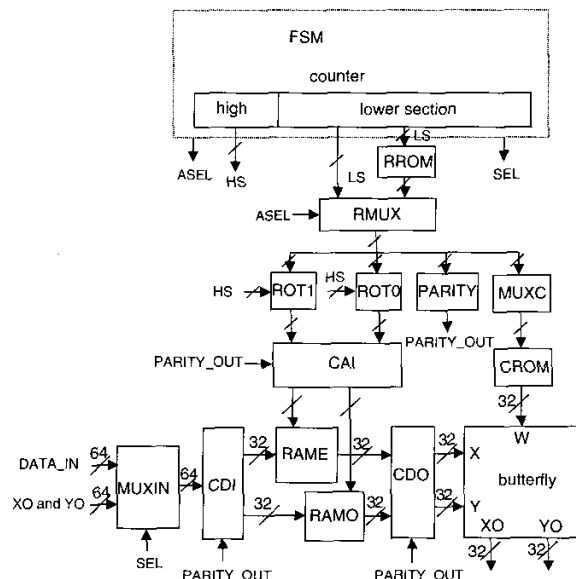 FSM
counter
high lower section
LS
ASEL HS LS RROM SEL
ASEL RMUX
HS ROT1 HS ROT0 PARITY MUXC
PARITY_OUT CAI PARITY_OUT CROM
32
DATA_IN 64 MUXIN 64 CDI 32 RAME 32 CDO 32 X W butterfly
XO and YO 64 32 RAMO 32 32 Y
XO YO
SEL PARITY_OUT PARITY_OUT 32 32